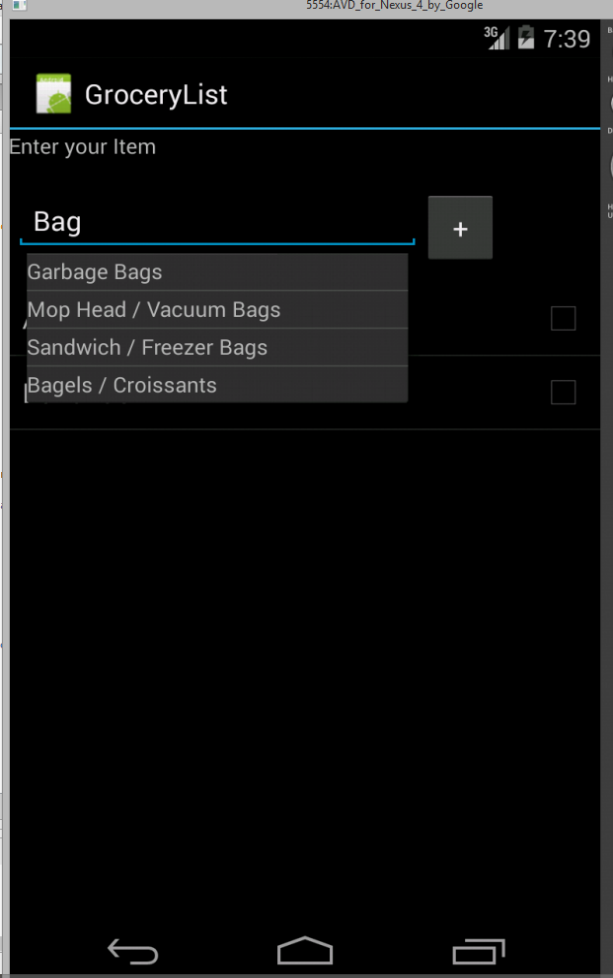 5554:AVD_for_Nexus_4_by_Google
3G 7:39
GroceryList
Enter your Item
Bag
+
Garbage Bags
Mop Head / Vacuum Bags
Sandwich / Freezer Bags
Bagels / Croissants